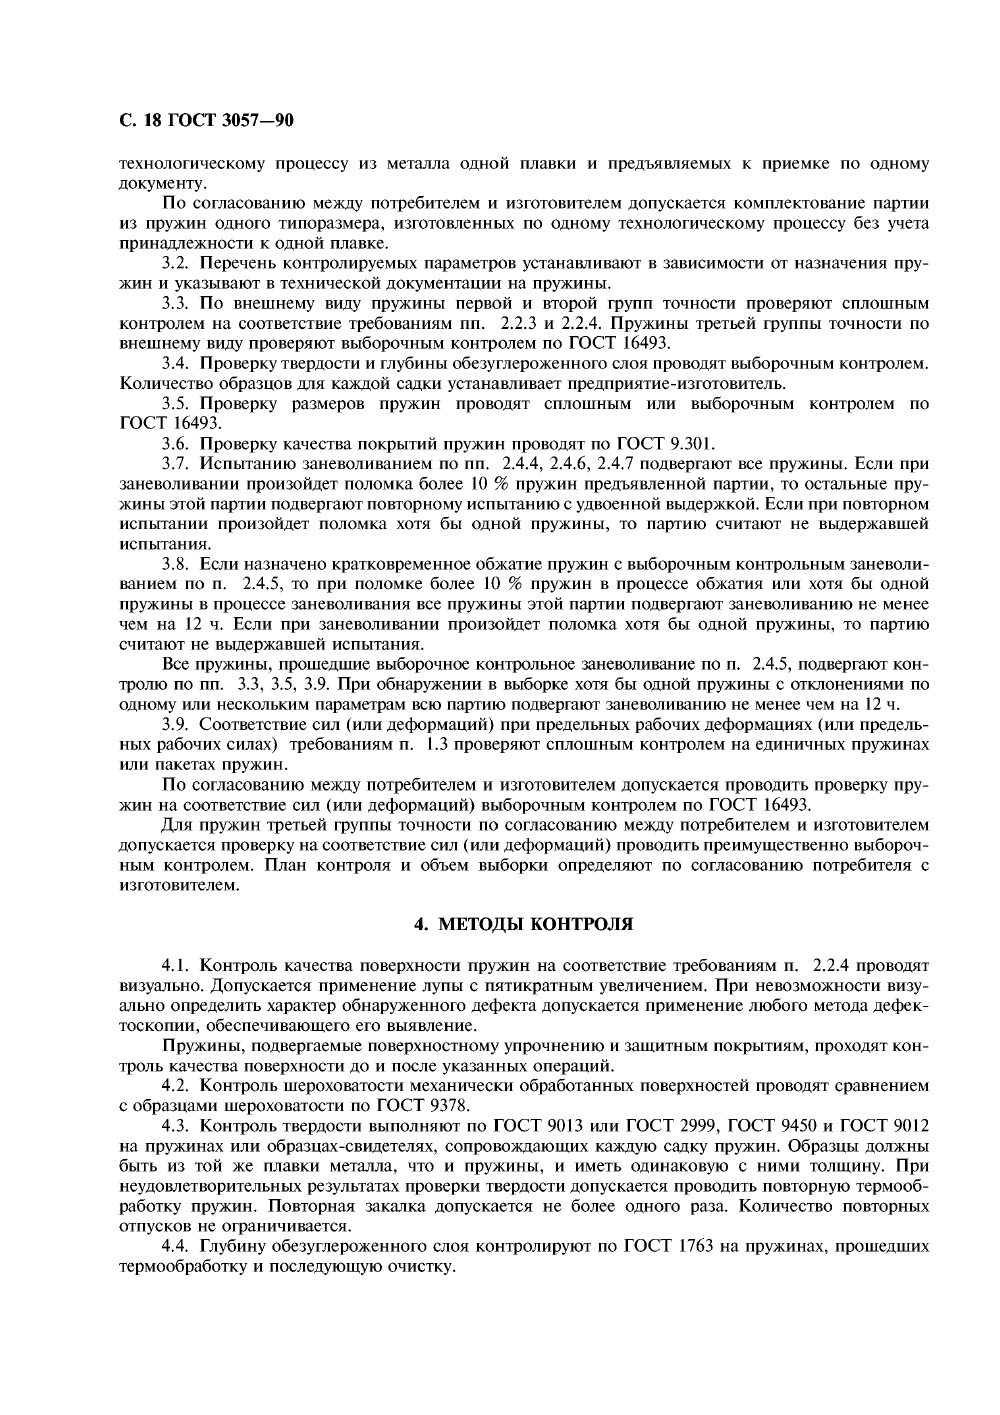 С. 18 ГОСТ 3057—90
технологическому процессу из металла одной плавки и предъявляемых к приемке по одному
документу.
По согласованию между потребителем и изготовителем допускается комплектование партии
из пружин одного типоразмера, изготовленных по одному технологическому процессу без учета
принадлежности к одной плавке.
3.2. Перечень контролируемых параметров устанавливают в зависимости от назначения пру-
жин и указывают в технической документации на пружины.
3.3. По внешнему виду пружины первой и второй групп точности проверяют сплошным
контролем на соответствие требованиям пп. 2.2.3 и 2.2.4. Пружины третьей группы точности по
внешнему виду проверяют выборочным контролем по ГОСТ 16493.
3.4. Проверку твердости и глубины обезуглероженного слоя проводят выборочным контролем.
Количество образцов для каждой садки устанавливает предприятие-изготовитель.
3.5. Проверку размеров пружин проводят сплошным или выборочным контролем по
ГОСТ 16493.
3.6. Проверку качества покрытий пружин проводят по ГОСТ 9.301.
3.7. Испытанию заневоливанием по пп. 2.4.4, 2.4.6, 2.4.7 подвергают все пружины. Если при
заневоливании произойдет поломка более 10 % пружин предъявленной партии, то остальные пру-
жины этой партии подвергают повторному испытанию с удвоенной выдержкой. Если при повторном
испытании произойдет поломка хотя бы одной пружины, то партию считают не выдержавшей
испытания.
3.8. Если назначено кратковременное обжатие пружин с выборочным контрольным заневоли-
ванием по п. 2.4.5, то при поломке более 10 % пружин в процессе обжатия или хотя бы одной
пружины в процессе заневоливания все пружины этой партии подвергают заневоливанию не менее
чем на 12 ч. Если при заневоливании произойдет поломка хотя бы одной пружины, то партию
считают не выдержавшей испытания.
Все пружины, прошедшие выборочное контрольное заневоливание по п. 2.4.5, подвергают кон-
тролю по пп. 3.3, 3.5, 3.9. При обнаружении в выборке хотя бы одной пружины с отклонениями по
одному или нескольким параметрам всю партию подвергают заневоливанию не менее чем на 12 ч.
3.9. Соответствие сил (или деформаций) при предельных рабочих деформациях (или предель-
ных рабочих силах) требованиям п. 1.3 проверяют сплошным контролем на единичных пружинах
или пакетах пружин.
По согласованию между потребителем и изготовителем допускается проводить проверку пру-
жин на соответствие сил (или деформаций) выборочным контролем по ГОСТ 16493.
Для пружин третьей группы точности по согласованию между потребителем и изготовителем
допускается проверку на соответствие сил (или деформаций) проводить преимущественно выбороч-
ным контролем. План контроля и объем выборки определяют по согласованию потребителя с
изготовителем.
4. МЕТОДЫ КОНТРОЛЯ
4.1. Контроль качества поверхности пружин на соответствие требованиям п. 2.2.4 проводят
визуально. Допускается применение лупы с пятикратным увеличением. При невозможности визу-
ально определить характер обнаруженного дефекта допускается применение любого метода дефек-
тоскопии, обеспечивающего его выявление.
Пружины, подвергаемые поверхностному упрочнению и защитным покрытиям, проходят кон-
троль качества поверхности до и после указанных операций.
4.2. Контроль шероховатости механически обработанных поверхностей проводят сравнением
с образцами шероховатости по ГОСТ 9378.
4.3. Контроль твердости выполняют по ГОСТ 9013 или ГОСТ 2999, ГОСТ 9450 и ГОСТ 9012
на пружинах или образцах-свидетелях, сопровождающих каждую садку пружин. Образцы должны
быть из той же плавки металла, что и пружины, и иметь одинаковую с ними толщину. При
неудовлетворительных результатах проверки твердости допускается проводить повторную термооб-
работку пружин. Повторная закалка допускается не более одного раза. Количество повторных
отпусков не ограничивается.
4.4. Глубину обезуглероженного слоя контролируют по ГОСТ 1763 на пружинах, прошедших
термообработку и последующую очистку.